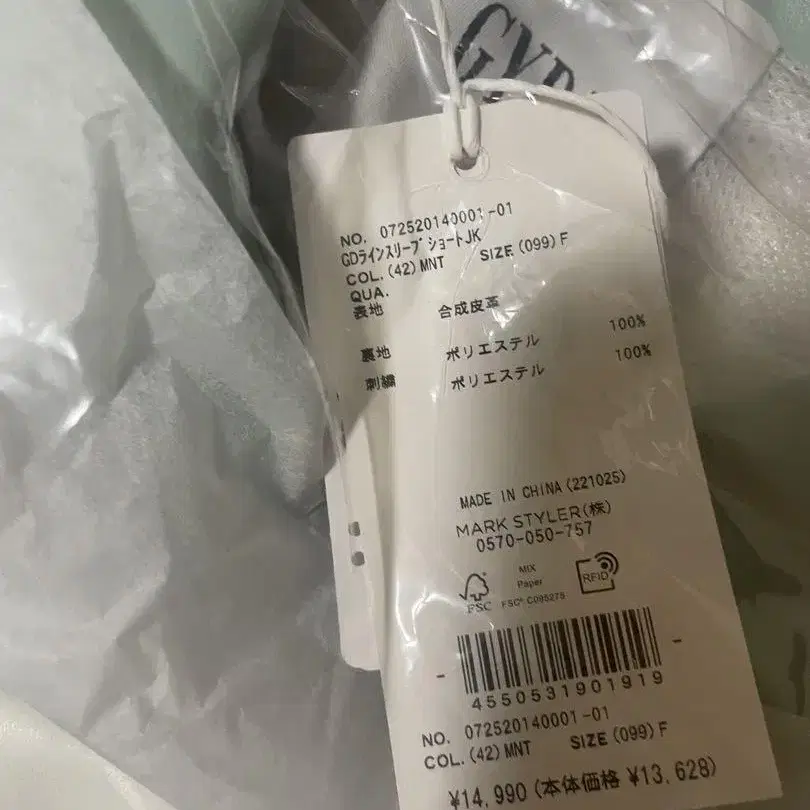 NO. 072520140001-01
GDラインスリーブショートJK
COL.(42)MNT SIZE(099)F
QUA.
表地 合成皮革
裏地 ポリエステル 100%
刺繍 ポリエステル 100%
MADE IN CHINA(221025)
MARK STYLER(株)
0570-050-757
FSC
MIX
Paper
FSC® C095275
RFID
4550531901919
NO. 072520140001-01
COL.(42)MNT SIZE(099)F
¥14,990(本体価格 ¥13,628)